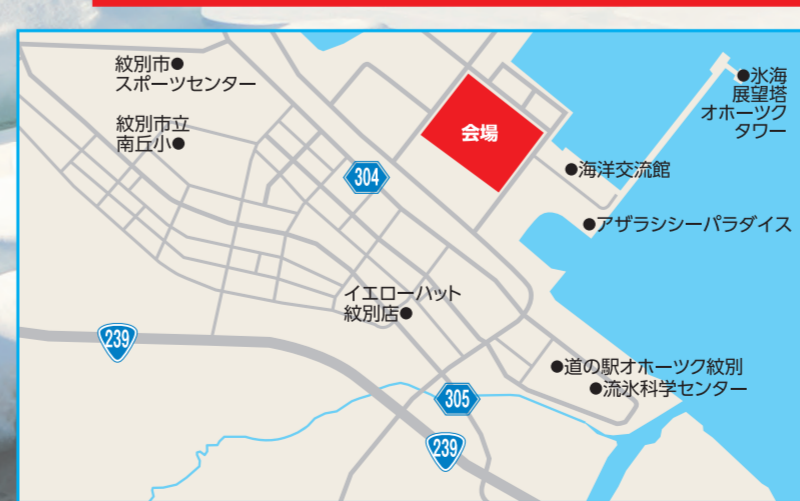 紋別市●
スポーツセンター
紋別市立
南丘小●
304
会場
●氷海
展望塔
オホーツク
タワー
●海洋交流館
●アザラシシーパラダイス
イエローハット
紋別店●
239
●道の駅オホーツク紋別
●流氷科学センター
305
239